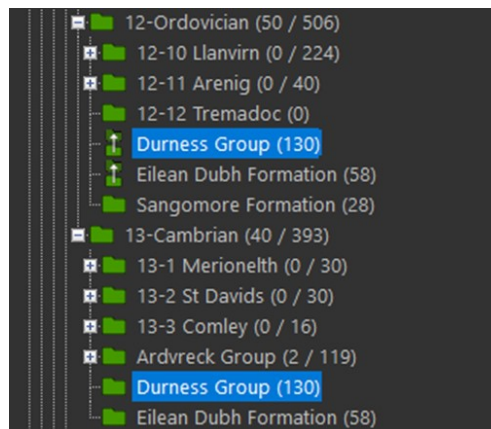 12-Ordovician (50 / 506)
12-10 Llanvirn (0 / 224)
12-11 Arenig (0 / 40)
12-12 Tremadoc (0)
Durness Group (130)
Eilean Dubh Formation (58)
Sangomore Formation (28)
13-Cambrian (40 / 393)
13-1 Merionelth (0 / 30)
13-2 St Davids (0 / 30)
13-3 Comley (0 / 16)
Ardvreck Group (2 / 119)
Durness Group (130)
Eilean Dubh Formation (58)